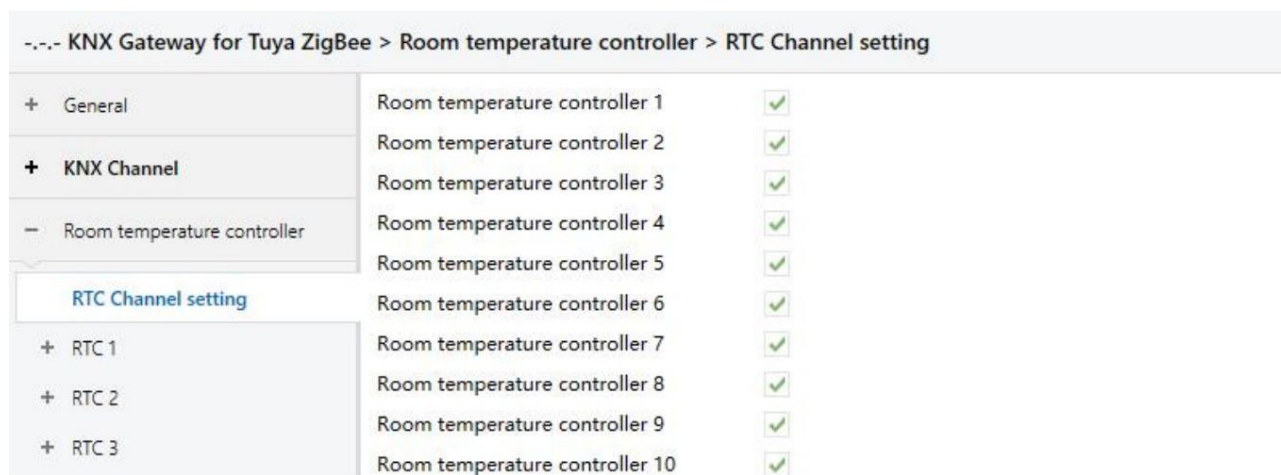 -.-.- KNX Gateway for Tuya ZigBee > Room temperature controller > RTC Channel setting
+ General
+ KNX Channel
− Room temperature controller
RTC Channel setting
+ RTC 1
+ RTC 2
+ RTC 3
Room temperature controller 1
Room temperature controller 2
Room temperature controller 3
Room temperature controller 4
Room temperature controller 5
Room temperature controller 6
Room temperature controller 7
Room temperature controller 8
Room temperature controller 9
Room temperature controller 10